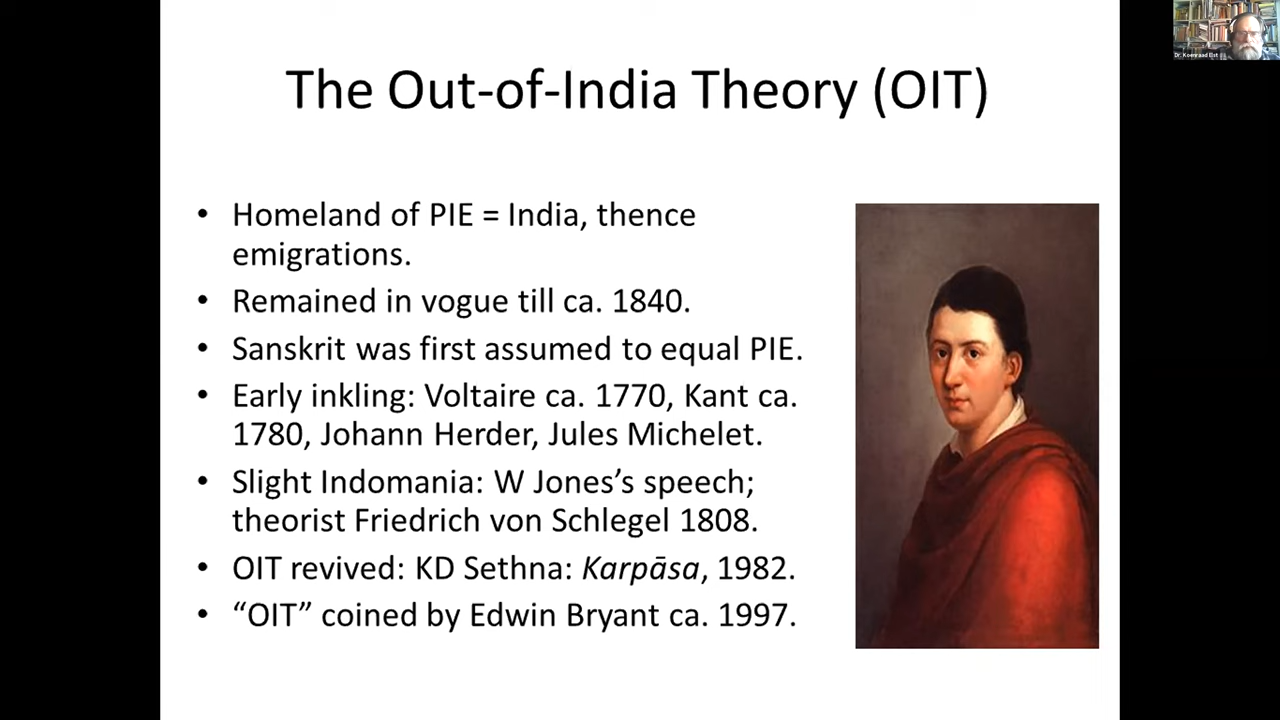 Dr. Koenraad Elst
The Out-of-India Theory (OIT)
• Homeland of PIE = India, thence
emigrations.
• Remained in vogue till ca. 1840.
• Sanskrit was first assumed to equal PIE.
• Early inkling: Voltaire ca. 1770, Kant ca.
1780, Johann Herder, Jules Michelet.
• Slight Indomania: W Jones’s speech;
theorist Friedrich von Schlegel 1808.
• OIT revived: KD Sethna: Karpāsa, 1982.
• “OIT” coined by Edwin Bryant ca. 1997.